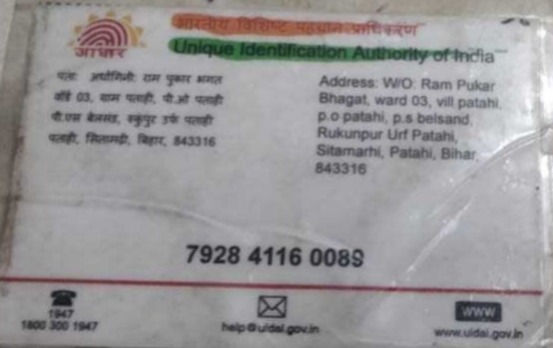 भारतीय विशिष्ट पहचान प्राधिकरण
Unique Identification Authority of India
आधार
पता: अर्धांगिनी: राम पुकार भगत
वॉर्ड 03, ग्राम पताही, पी.ओ पताही
पी.एस बेलसंड, रुकुंपुर उर्फ पताही
पताही, सितामढ़ी, बिहार, 843316
Address: W/O: Ram Pukar
Bhagat, ward 03, vill patahi,
p.o patahi, p.s belsand,
Rukunpur Urf Patahi,
Sitamarhi, Patahi, Bihar,
843316
7928 4116 0089
1947
1800 300 1947
help@uidai.gov.in
www
www.uidai.gov.in